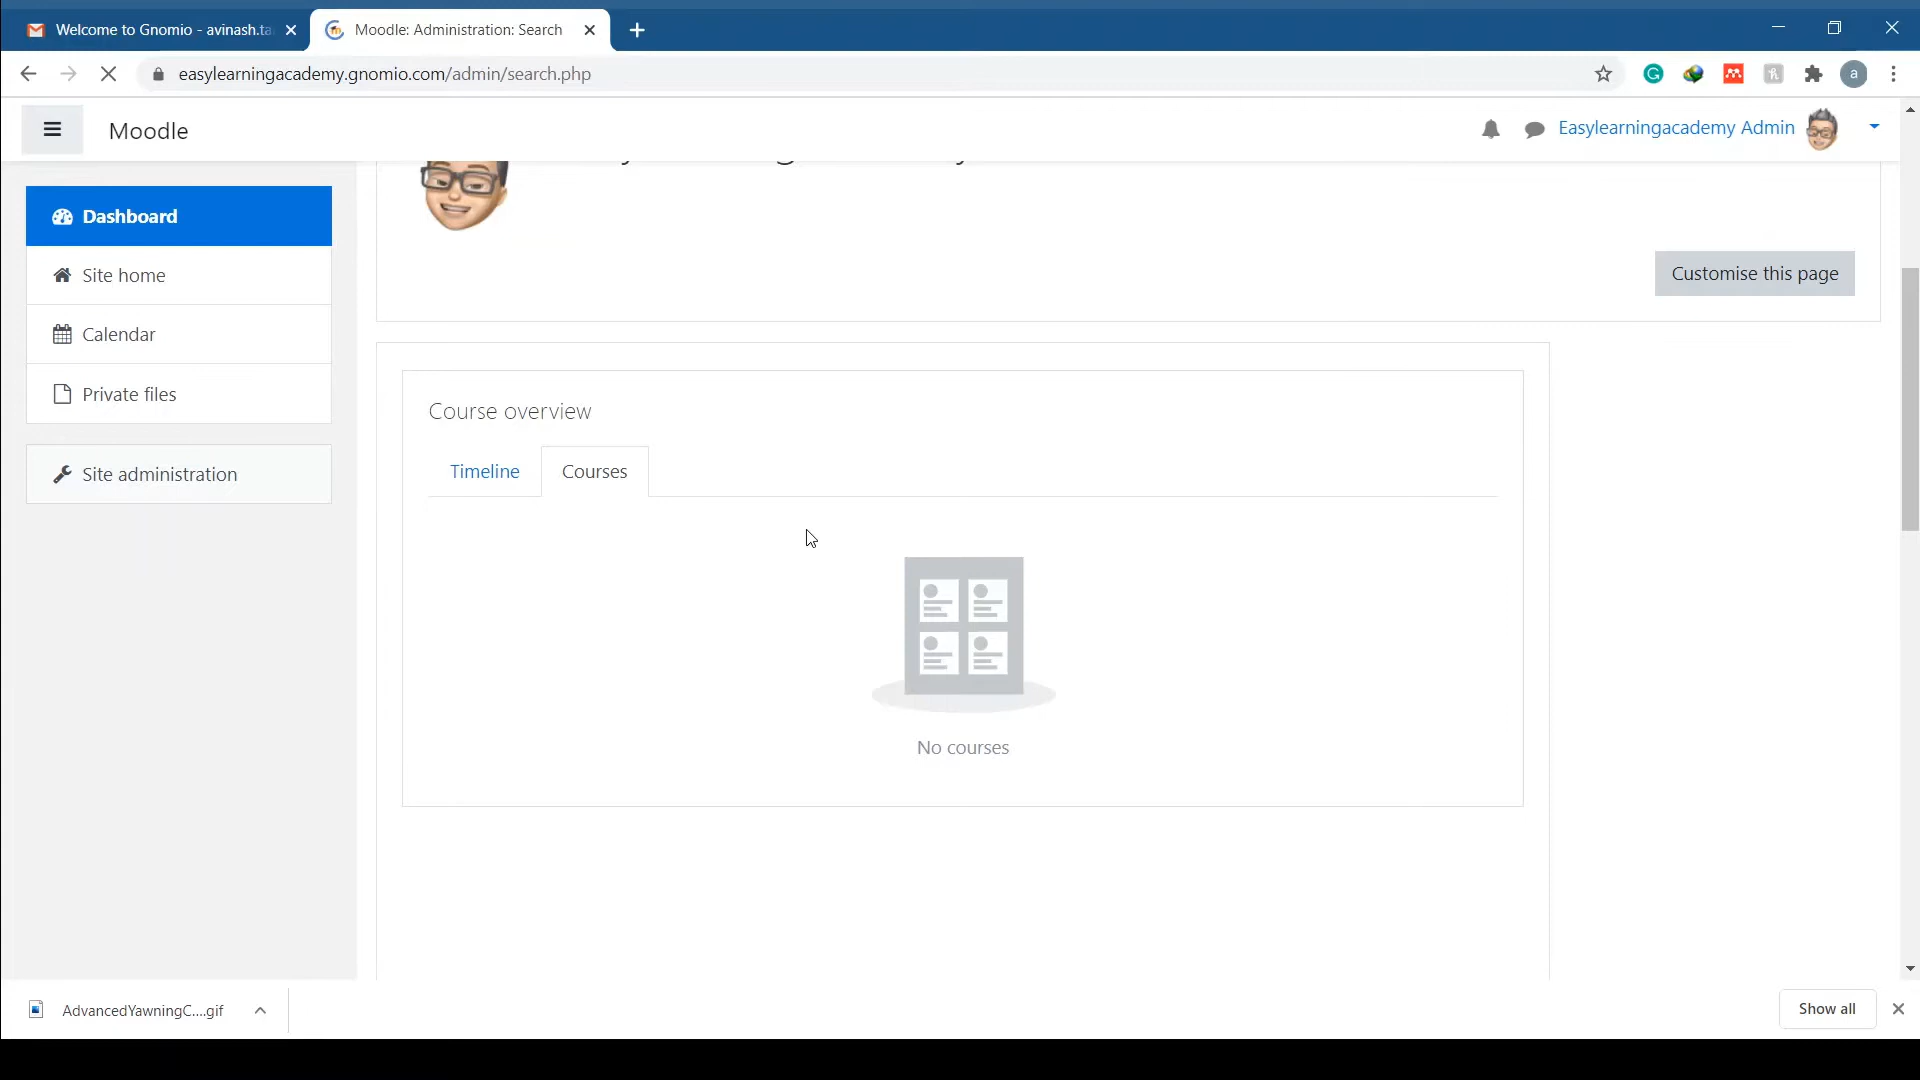 Welcome to Gnomio - avinash.ta
Moodle: Administration: Search
easylearningacademy.gnomio.com/admin/search.php
a
Moodle
Easylearningacademy Admin
Dashboard
Site home
Calendar
Private files
Site administration
Customise this page
Course overview
Timeline
Courses
No courses
AdvancedYawningC....gif
Show all